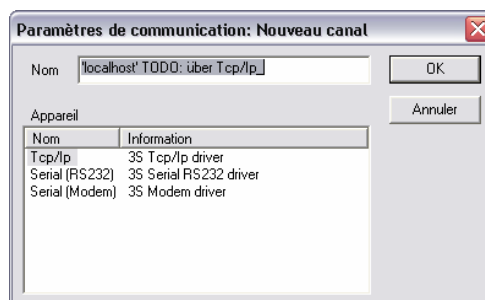 Paramètres de communication: Nouveau canal
Nom 'localhost' TODO: über Tcp/Ip_ OK
Annuler
Appareil
Nom Information
Tcp/Ip 3S Tcp/Ip driver
Serial (RS232) 3S Serial RS232 driver
Serial (Modem) 3S Modem driver